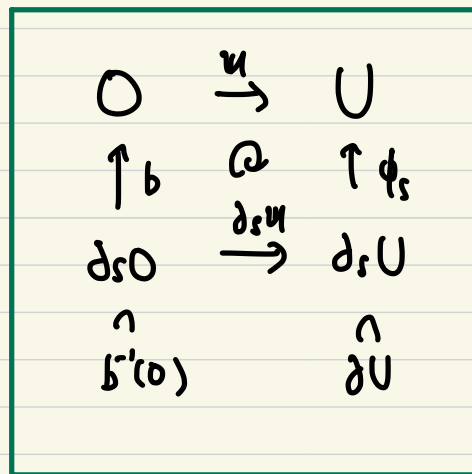 u
O → U
↑ b ↑ ϕₛ
∂ₛu
∂ₛO → ∂ₛU
∩ ∩
b⁻¹(O) ∂U